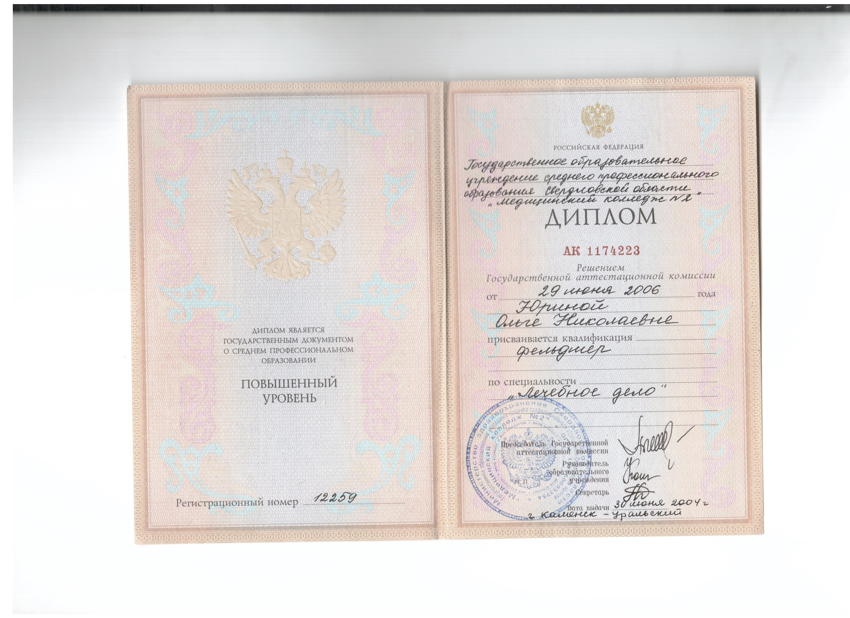 ДИПЛОМ ЯВЛЯЕТСЯ
ГОСУДАРСТВЕННЫМ ДОКУМЕНТОМ
О СРЕДНЕМ ПРОФЕССИОНАЛЬНОМ
ОБРАЗОВАНИИ
ПОВЫШЕННЫЙ
УРОВЕНЬ
Регистрационный номер 12259
РОССИЙСКАЯ ФЕДЕРАЦИЯ
Государственное образовательное
учреждение среднего профессионального
образования Свердловской области
"Медицинский колледж №2"
ДИПЛОМ
АК 1174223
Решением
Государственной аттестационной комиссии
от 29 июня 2006 года
Юриной
Ольге Николаевне
присваивается квалификация
фельдшер
по специальности
"Лечебное дело"
Председатель Государственной
аттестационной комиссии
Руководитель
образовательного
учреждения
Секретарь
Дата выдачи 30 июня 2004 г
г. Каменск-Уральский